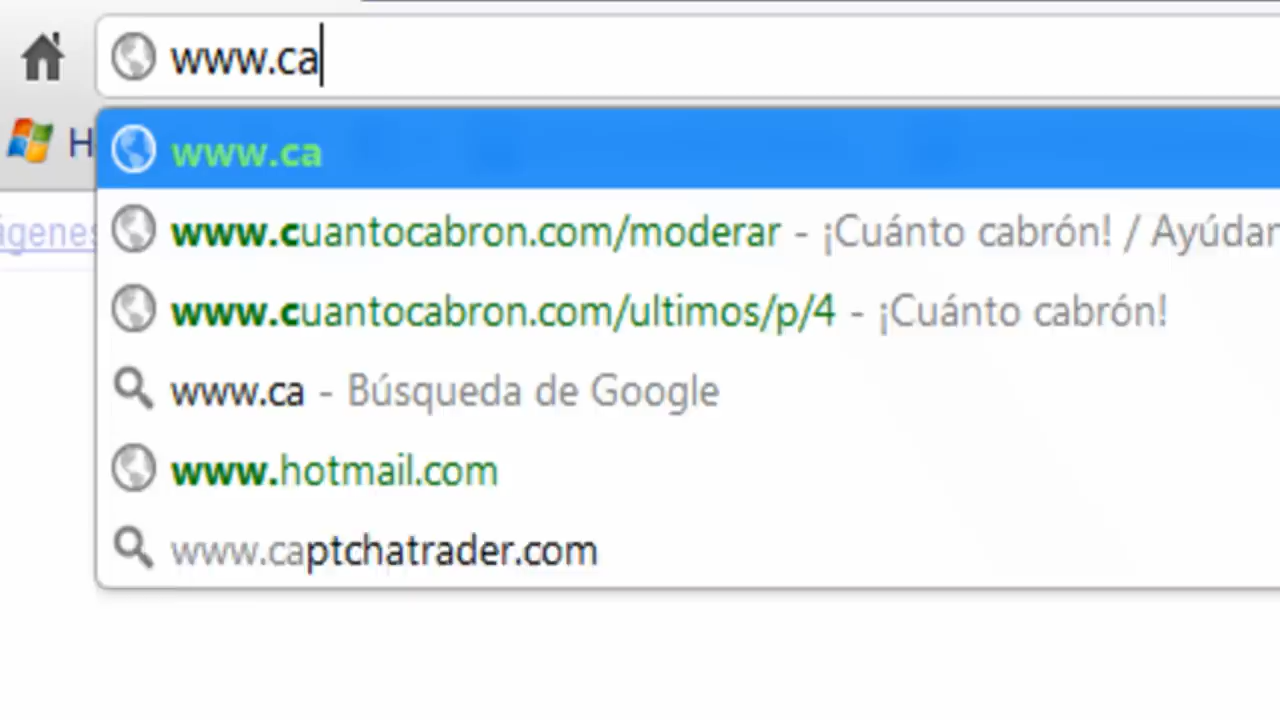 www.ca
H
www.ca
ágenes
www.cuantocabron.com/moderar - ¡Cuánto cabrón! / Ayúdar
www.cuantocabron.com/ultimos/p/4 - ¡Cuánto cabrón!
www.ca - Búsqueda de Google
www.hotmail.com
www.captchatrader.com